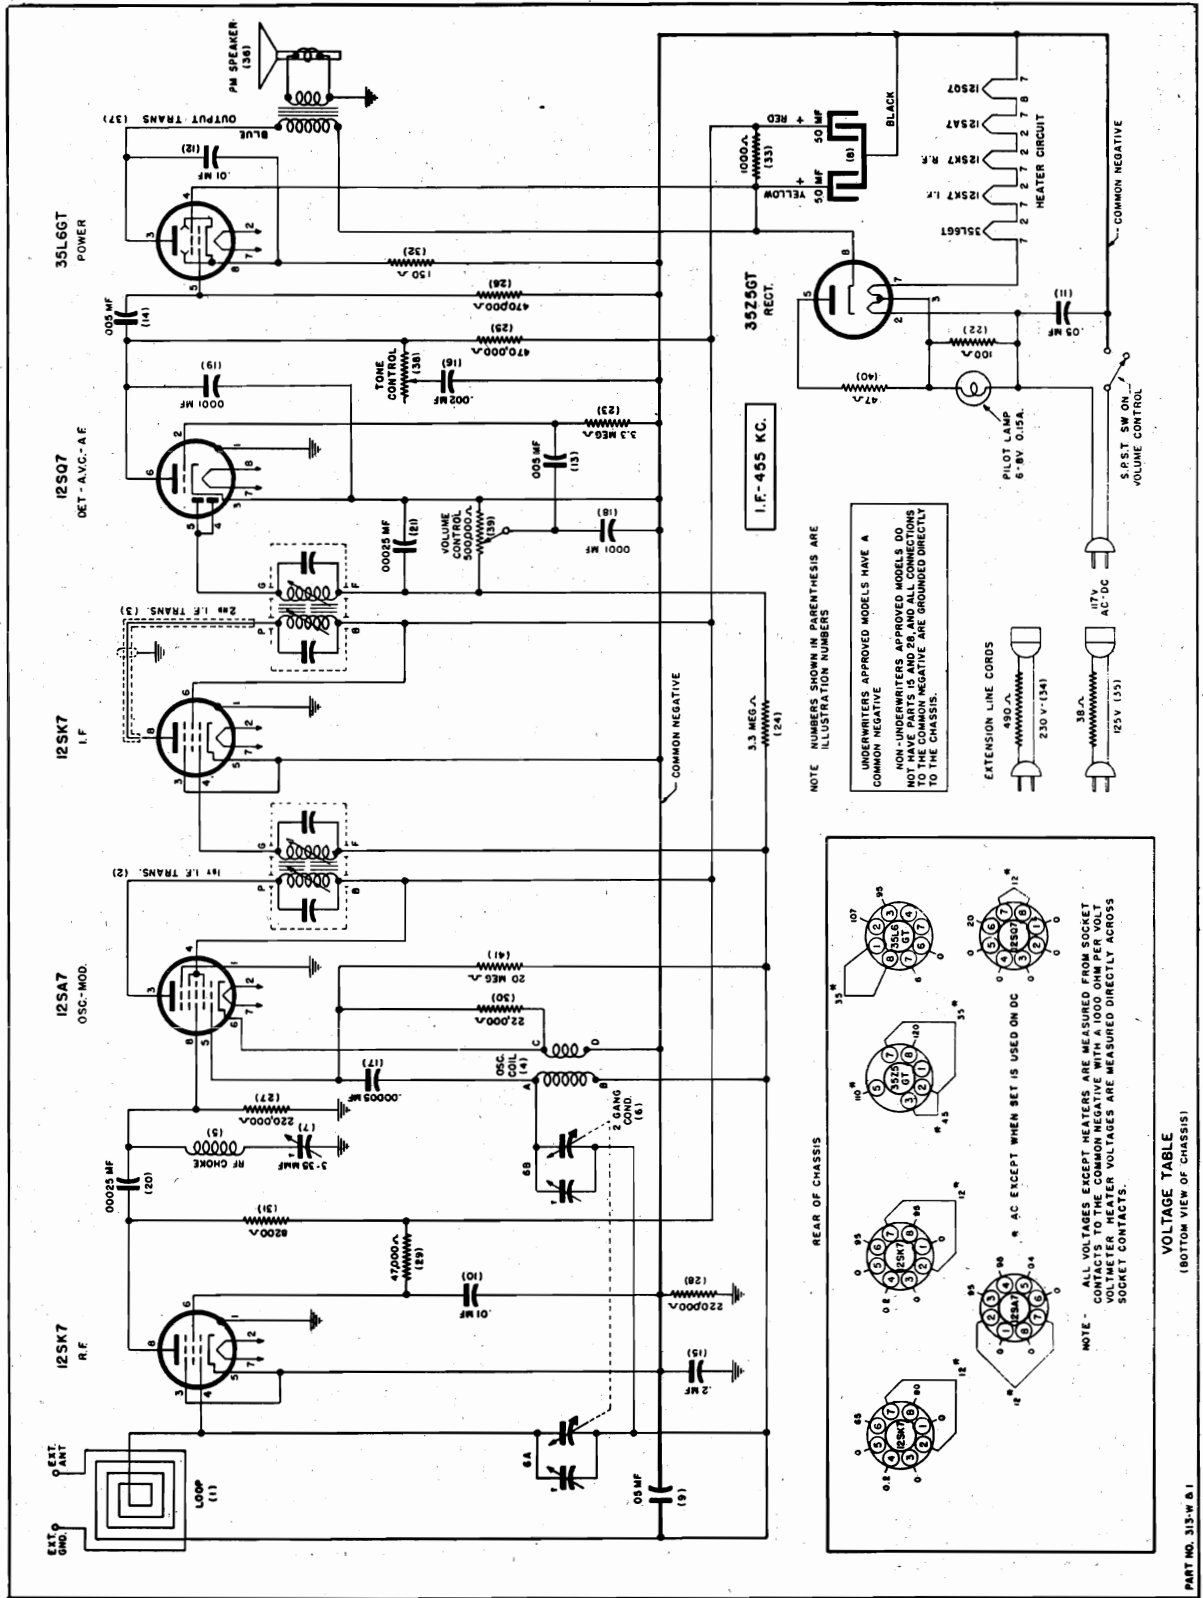 EXT. GND.
EXT. ANT
LOOP
(1)
12SK7
R.F.
12SA7
OSC.-MOD.
12SK7
I.F
12SQ7
DET - A.V.C.- A.F.
35L6GT
POWER
PM SPEAKER
(36)
OUTPUT TRANS (37)
BLUE
.01 MF
(12)
005 MF
(14)
.0001 MF
(19)
2ND I.F. TRANS. (3)
1ST I.F. TRANS. (2)
P
G
B
F
P
G
B
F
00025 MF
(20)
RF CHOKE
(5)
3-35 MMF
(7)
220,000Ω
(27)
8200Ω
(31)
47,000Ω
(29)
.01 MF
(10)
220,000Ω
(28)
.2 MF
(15)
.05 MF
(9)
6A
6B
2 GANG COND. (6)
OSC. COIL (4)
A
B
C
D
.00005 MF
(17)
22,000Ω
(30)
20 MEG.Ω
(41)
COMMON NEGATIVE
3.3 MEG.Ω
(24)
00025 MF
(21)
VOLUME CONTROL 500,000Ω
(39)
0001 MF
(18)
005 MF
(13)
3.3 MEG.Ω
(23)
TONE CONTROL
(38)
.002 MF
(16)
470,000Ω
(25)
470,000Ω
(26)
150Ω
(32)
1000Ω
(33)
YELLOW
RED
50 MF
50 MF
(8)
BLACK
35Z5GT
RECT.
35L6GT
12SK7 I.F.
12SK7 R.F.
12SA7
12SQ7
HEATER CIRCUIT
COMMON NEGATIVE
47Ω
(40)
100Ω
(22)
.05 MF
(11)
PILOT LAMP
6-8V 0.15A.
S.P.S.T. SW ON VOLUME CONTROL
117V
AC-DC
I.F.-455 KC.
NOTE NUMBERS SHOWN IN PARENTHESIS ARE
ILLUSTRATION NUMBERS
UNDERWRITERS APPROVED MODELS HAVE A
COMMON NEGATIVE
NON-UNDERWRITERS APPROVED MODELS DO
NOT HAVE PARTS 15 AND 28, AND ALL CONNECTIONS
TO THE COMMON NEGATIVE ARE GROUNDED DIRECTLY
TO THE CHASSIS.
EXTENSION LINE CORDS
490Ω
230 V-(34)
38Ω
125V (35)
REAR OF CHASSIS
12SK7
12SK7
35Z5 GT
35L6 GT
12SA7
12SQ7
* AC EXCEPT WHEN SET IS USED ON DC
NOTE - ALL VOLTAGES EXCEPT HEATERS ARE MEASURED FROM SOCKET
CONTACTS TO THE COMMON NEGATIVE WITH A 1000 OHM PER VOLT
VOLTMETER HEATER VOLTAGES ARE MEASURED DIRECTLY ACROSS
SOCKET CONTACTS.
VOLTAGE TABLE
(BOTTOM VIEW OF CHASSIS)
PART NO. 313-W & I